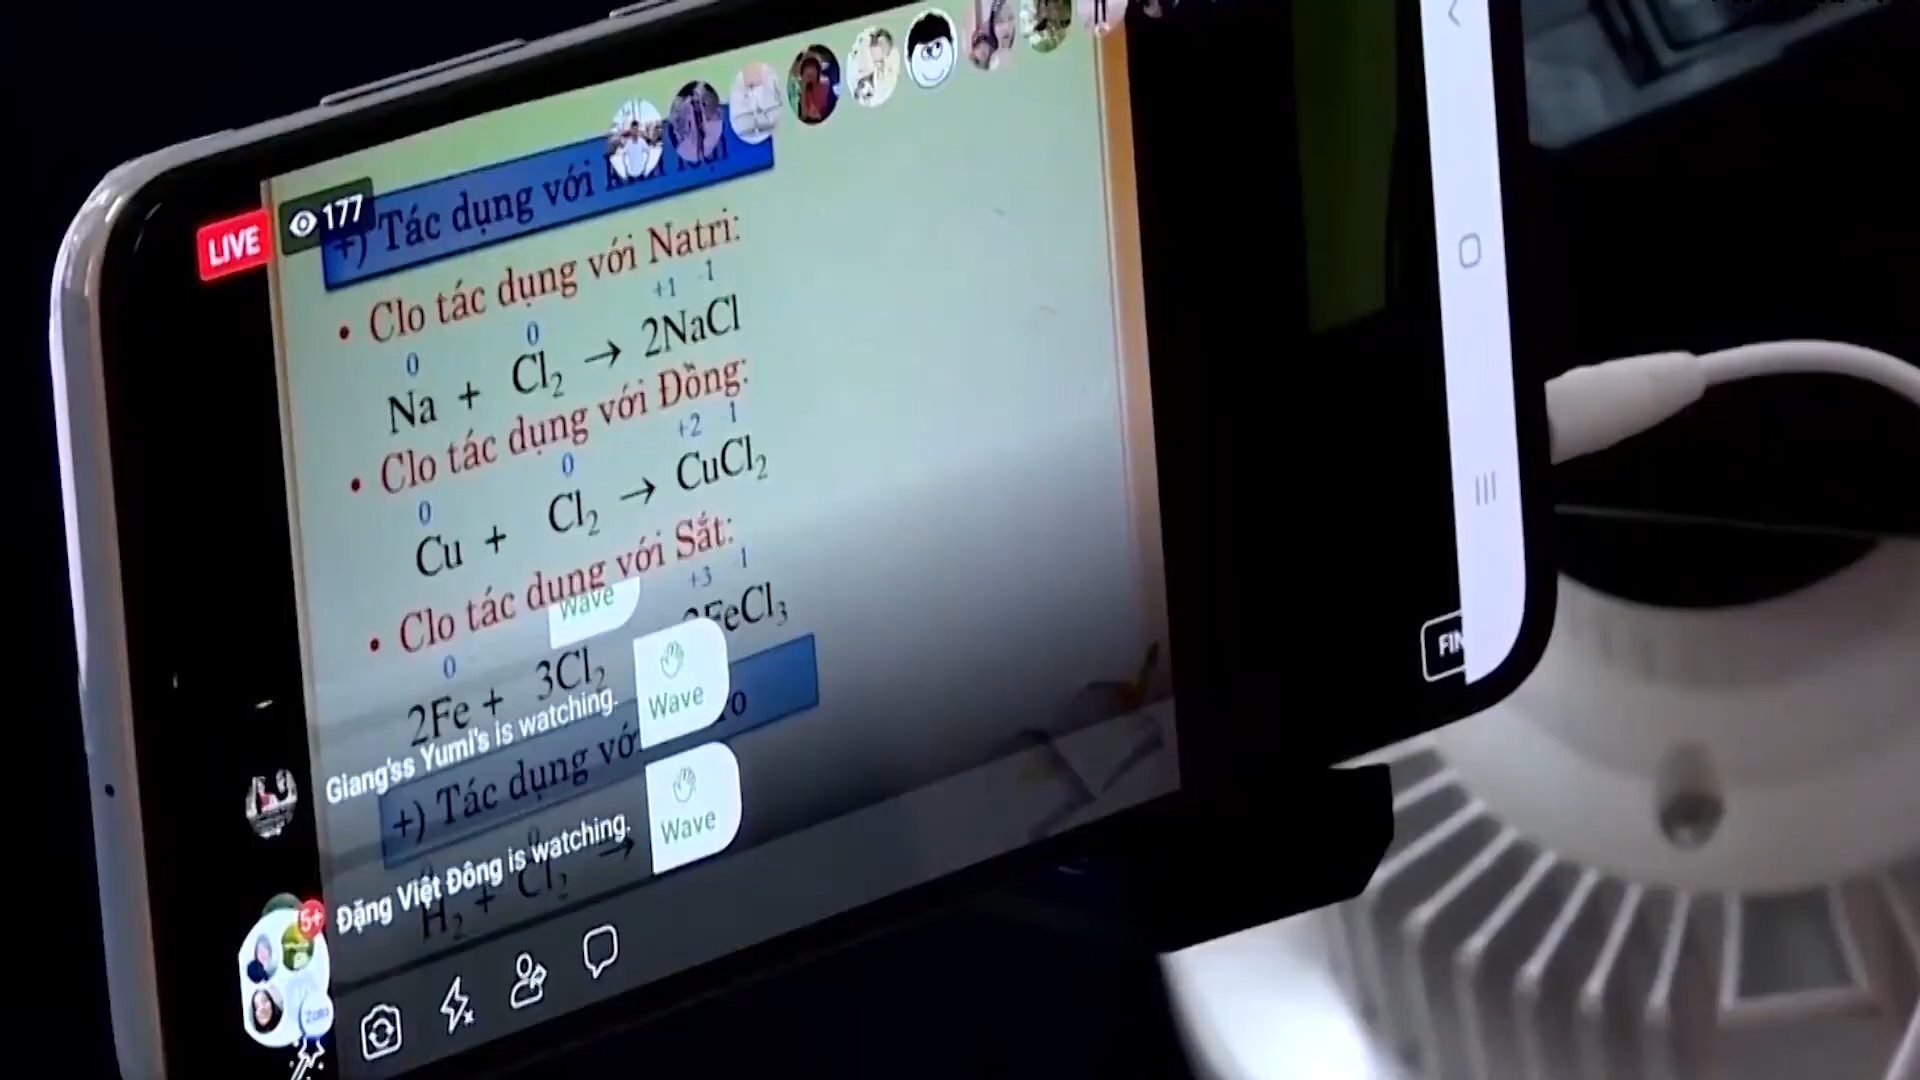 LIVE
177
+) Tác dụng với
• Clo tác dụng với Natri:
0 0 +1 -1
Na + Cl₂ → 2NaCl
• Clo tác dụng với Đồng:
0 0 +2 1
Cu + Cl₂ → CuCl₂
• Clo tác dụng với Sắt:
0 +3 1
2Fe + 3Cl₂ FeCl₃
Wave
Giang'ss Yumi's is watching.
Wave
+) Tác dụng với
Đặng Việt Đông is watching.
Wave
H₂ + Cl₂ →
5+
Zalo
FIN